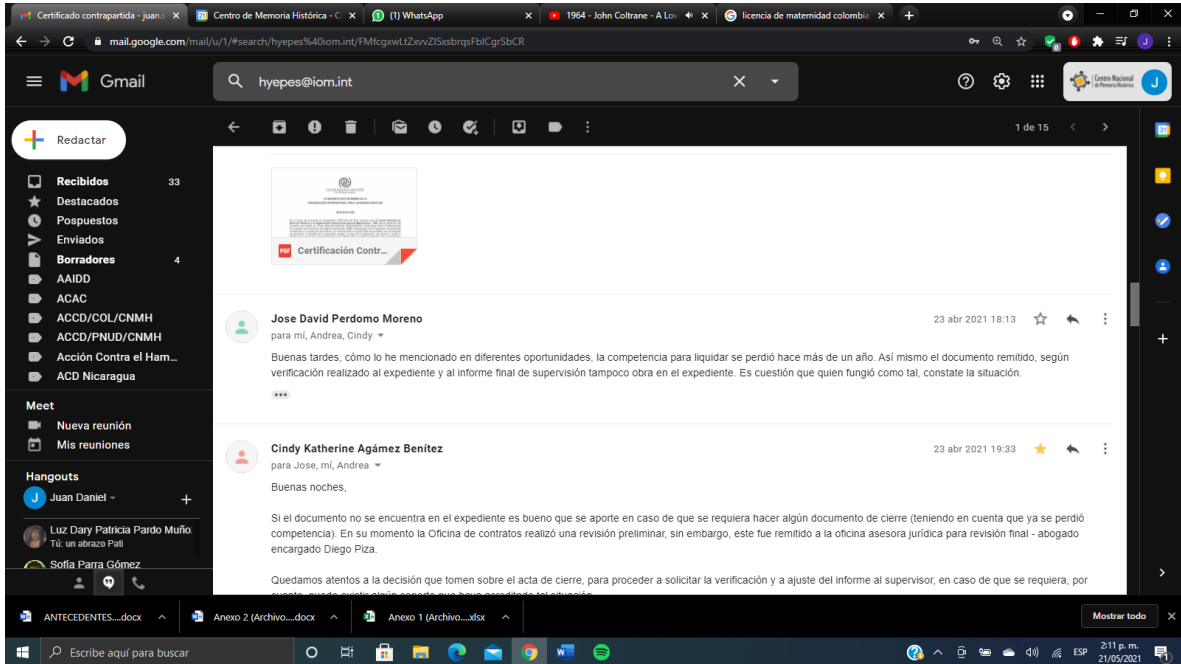 Certificado contrapartida - juan.s
Centro de Memoria Histórica - C
(1) WhatsApp
1964 - John Coltrane - A Lov
licencia de maternidad colombia
mail.google.com/mail/u/1/#search/hyepes%40iom.int/FMfcgxwLtZxvvZISxsbrqsFblCgrSbCR
Gmail
hyepes@iom.int
Centro Nacional
de Memoria Histórica
J
Redactar
1 de 15
Recibidos 33
Destacados
Pospuestos
Enviados
Borradores 4
AAIDD
ACAC
ACCD/COL/CNMH
ACCD/PNUD/CNMH
Acción Contra el Ham...
ACD Nicaragua
Meet
Nueva reunión
Mis reuniones
Hangouts
Juan Daniel
Luz Dary Patricia Pardo Muño
Tú: un abrazo Pati
Sofía Parra Gómez
PDF Certificación Contr...
Jose David Perdomo Moreno 23 abr 2021 18:13
para mí, Andrea, Cindy
Buenas tardes, cómo lo he mencionado en diferentes oportunidades, la competencia para liquidar se perdió hace más de un año. Así mismo el documento remitido, según
verificación realizado al expediente y al informe final de supervisión tampoco obra en el expediente. Es cuestión que quien fungió como tal, constate la situación.
Cindy Katherine Agámez Benítez 23 abr 2021 19:33
para Jose, mí, Andrea
Buenas noches,
Si el documento no se encuentra en el expediente es bueno que se aporte en caso de que se requiera hacer algún documento de cierre (teniendo en cuenta que ya se perdió
competencia). En su momento la Oficina de contratos realizó una revisión preliminar, sin embargo, este fue remitido a la oficina asesora jurídica para revisión final - abogado
encargado Diego Piza.
Quedamos atentos a la decisión que tomen sobre el acta de cierre, para proceder a solicitar la verificación y a ajuste del informe al supervisor, en caso de que se requiera, por
ANTECEDENTES....docx
Anexo 2 (Archivo....docx
Anexo 1 (Archivo....xlsx
Mostrar todo
Escribe aquí para buscar
ESP
2:11 p. m.
21/05/2021